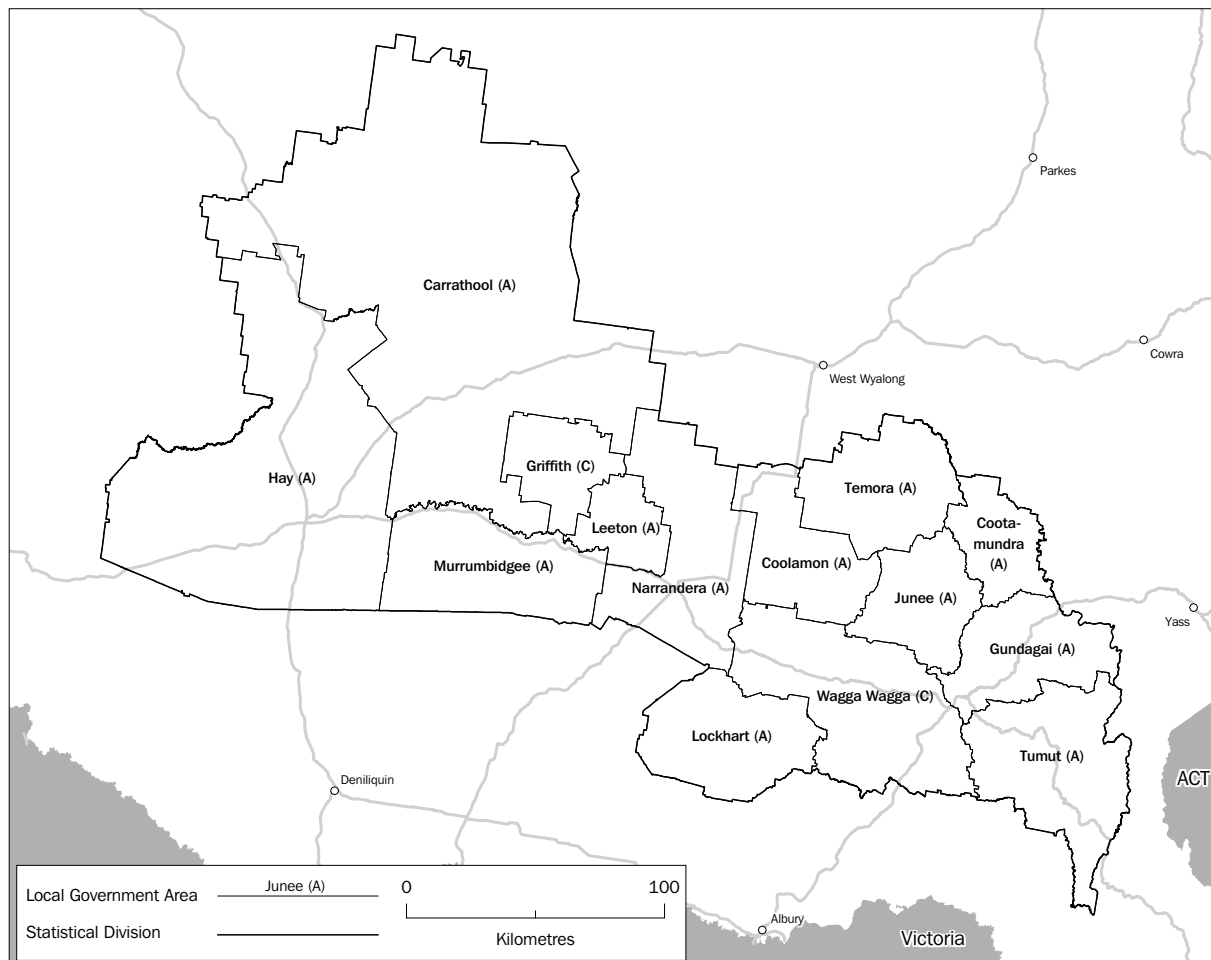 Parkes
Carrathool (A)
Cowra
West Wyalong
Griffith (C)
Hay (A)
Temora (A)
Leeton (A)
Coota-
mundra
(A)
Murrumbidgee (A)
Coolamon (A)
Narrandera (A)
Junee (A)
Yass
Gundagai (A)
Wagga Wagga (C)
Lockhart (A)
Tumut (A)
Deniliquin
ACT
Local Government Area
Junee (A)
0
100
Statistical Division
Kilometres
Albury
Victoria